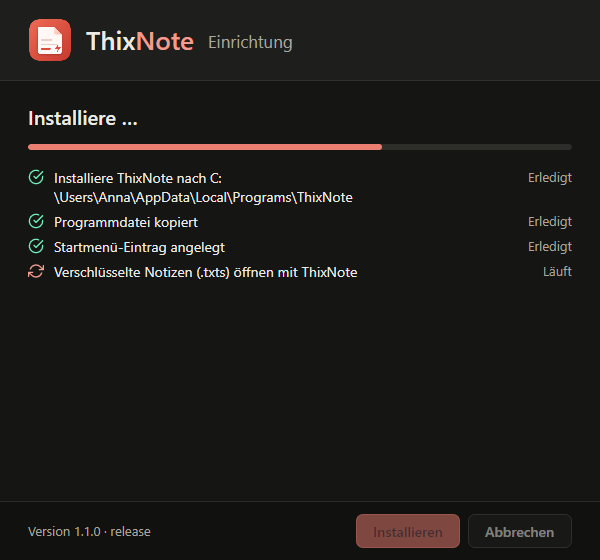 ThixNote Einrichtung
Installiere ...
Installiere ThixNote nach C: Erledigt
\Users\Anna\AppData\Local\Programs\ThixNote
Programmdatei kopiert Erledigt
Startmenü-Eintrag angelegt Erledigt
Verschlüsselte Notizen (.txts) öffnen mit ThixNote Läuft
Version 1.1.0 · release Installieren Abbrechen